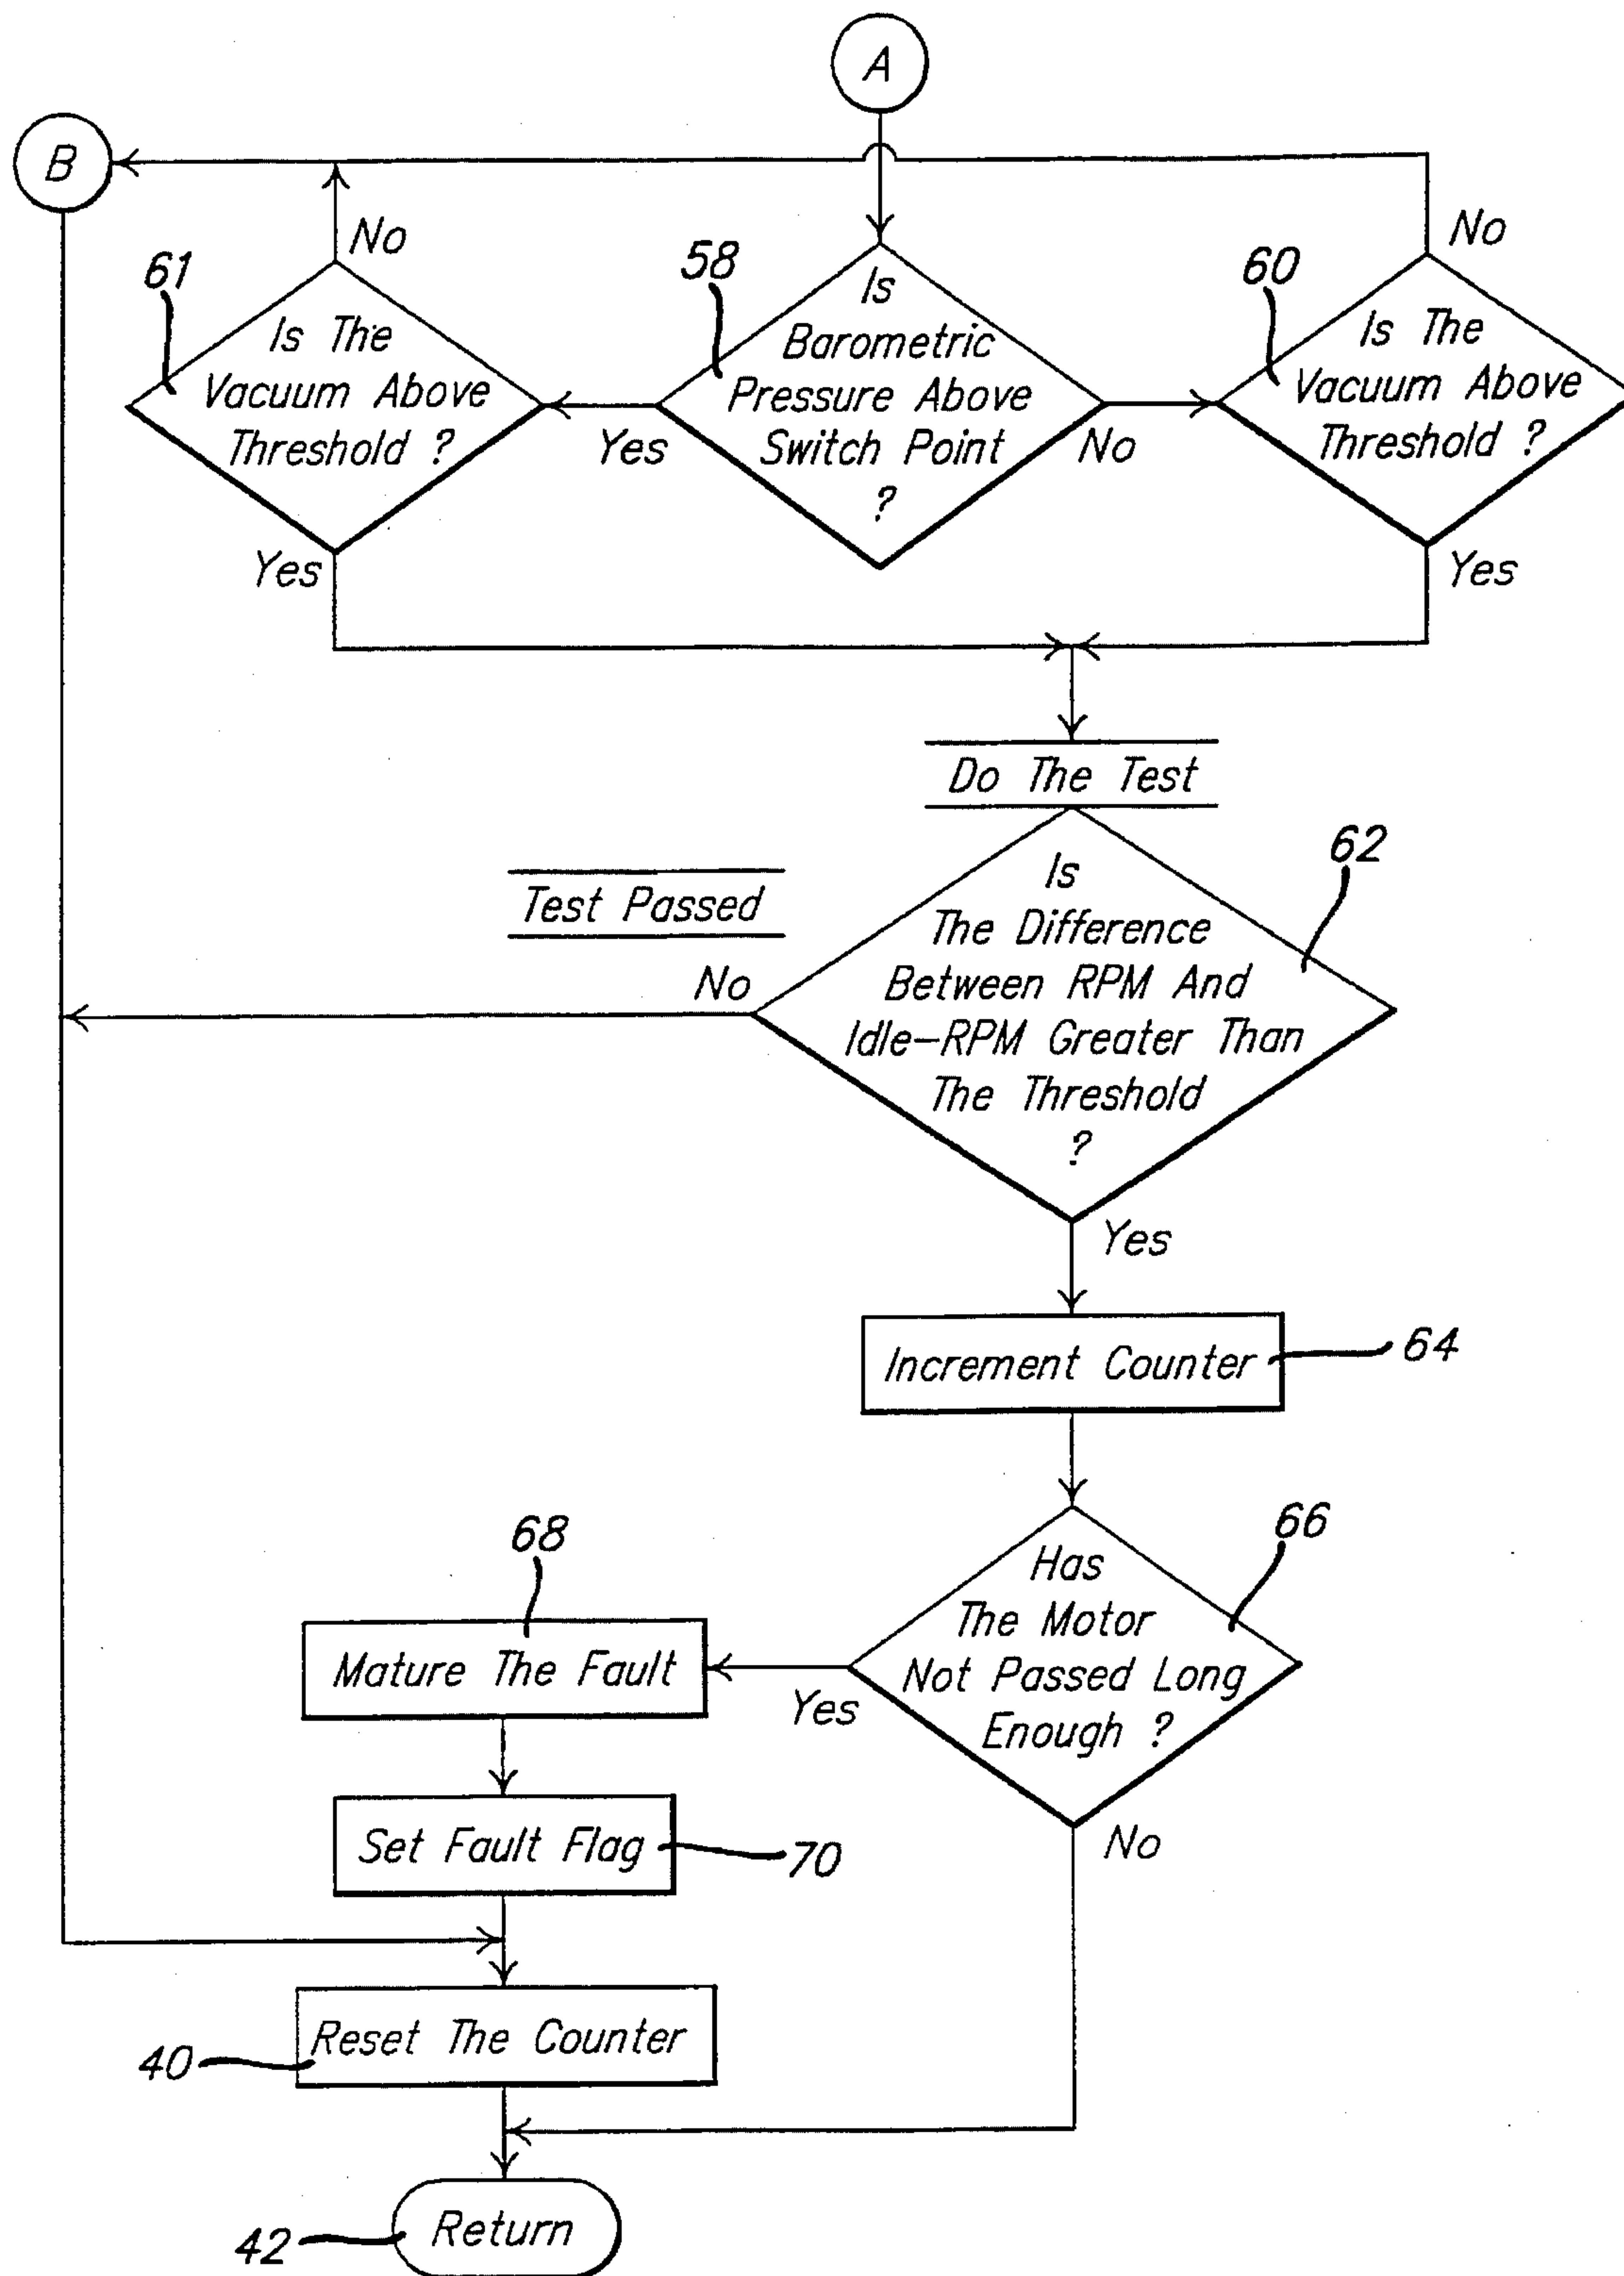 A
B
No
No
61
58
60
Is The
Vacuum Above
Threshold ?
Is
Barometric
Pressure Above
Switch Point
?
Is The
Vacuum Above
Threshold ?
Yes
No
Yes
Yes
Do The Test
Test Passed
62
Is
The Difference
Between RPM And
Idle-RPM Greater Than
The Threshold
?
No
Yes
Increment Counter
64
66
68
Has
The Motor
Not Passed Long
Enough ?
Mature The Fault
Yes
No
Set Fault Flag
70
Reset The Counter
40
Return
42